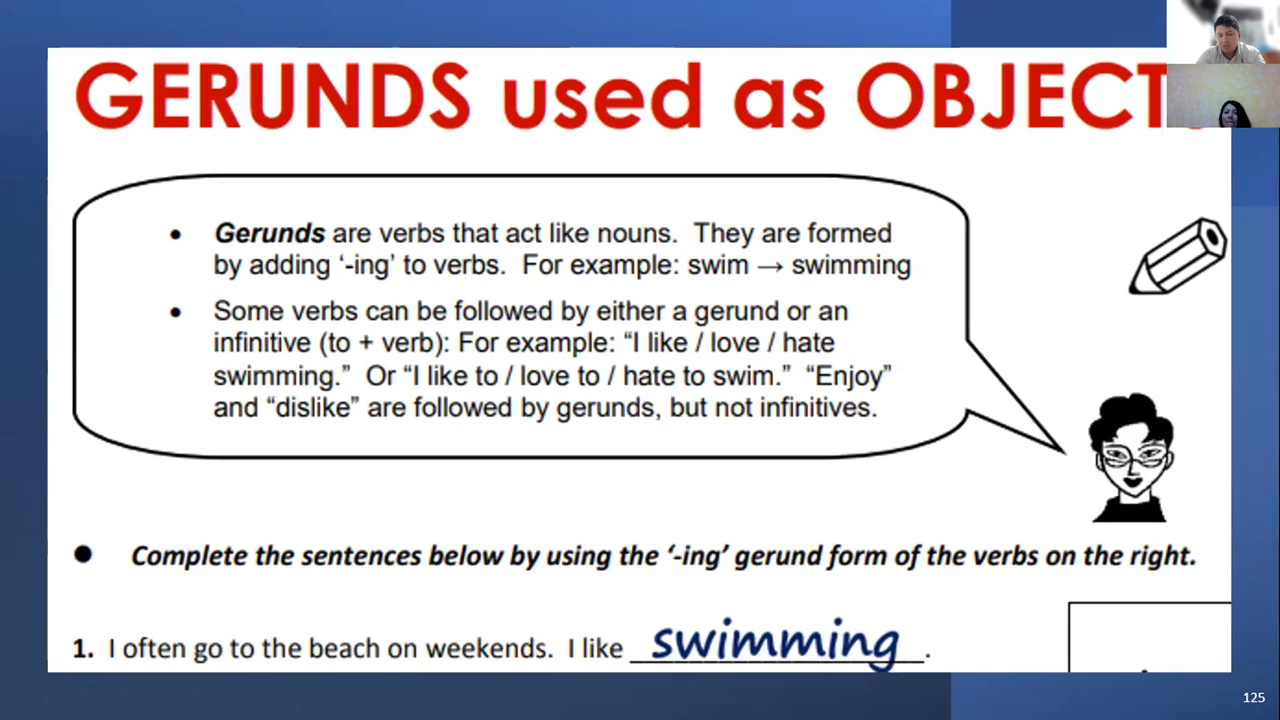 GERUNDS used as OBJECT
• Gerunds are verbs that act like nouns. They are formed
by adding ‘-ing’ to verbs. For example: swim → swimming
• Some verbs can be followed by either a gerund or an
infinitive (to + verb): For example: “I like / love / hate
swimming.” Or “I like to / love to / hate to swim.” “Enjoy”
and “dislike” are followed by gerunds, but not infinitives.
● Complete the sentences below by using the ‘-ing’ gerund form of the verbs on the right.
1. I often go to the beach on weekends. I like swimming.
125